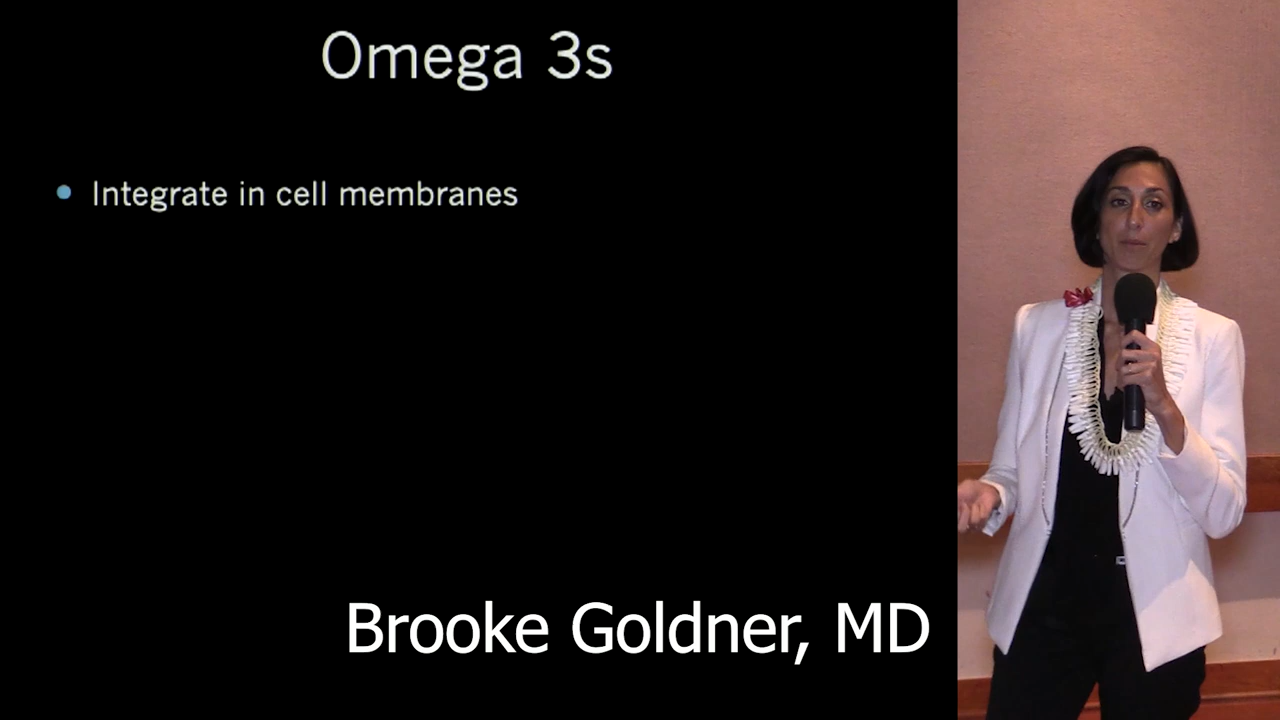 Omega 3s
• Integrate in cell membranes
Brooke Goldner, MD